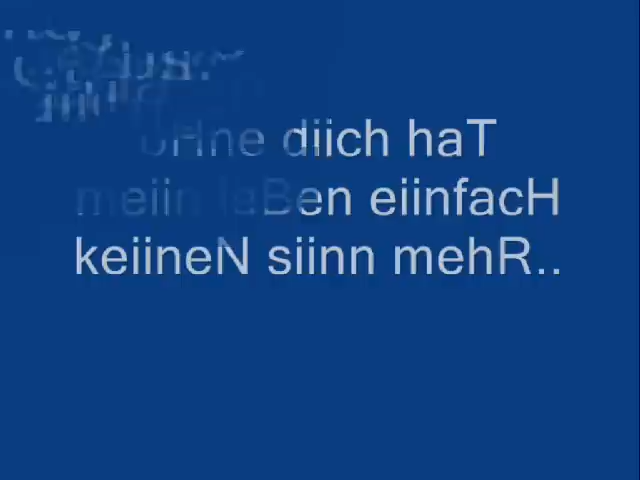 oHne diich haT
meiin leBen eiinfacH
keiineN siinn mehR..